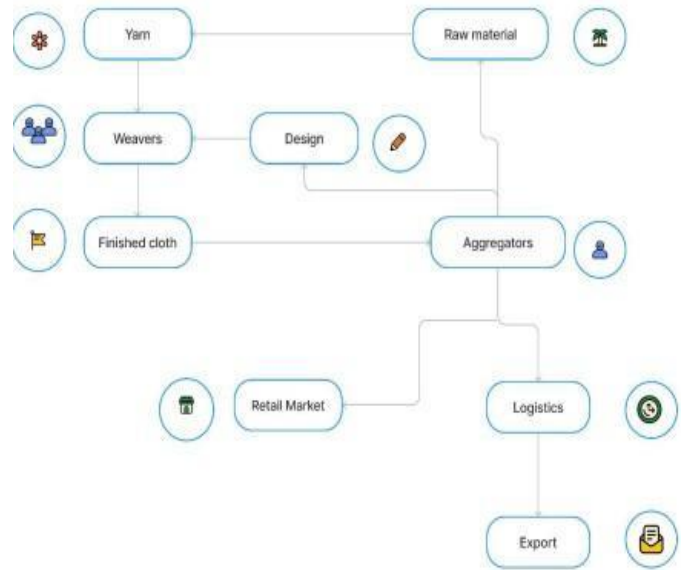 Yarn
Raw material
Weavers
Design
Finished cloth
Aggregators
Retail Market
Logistics
Export